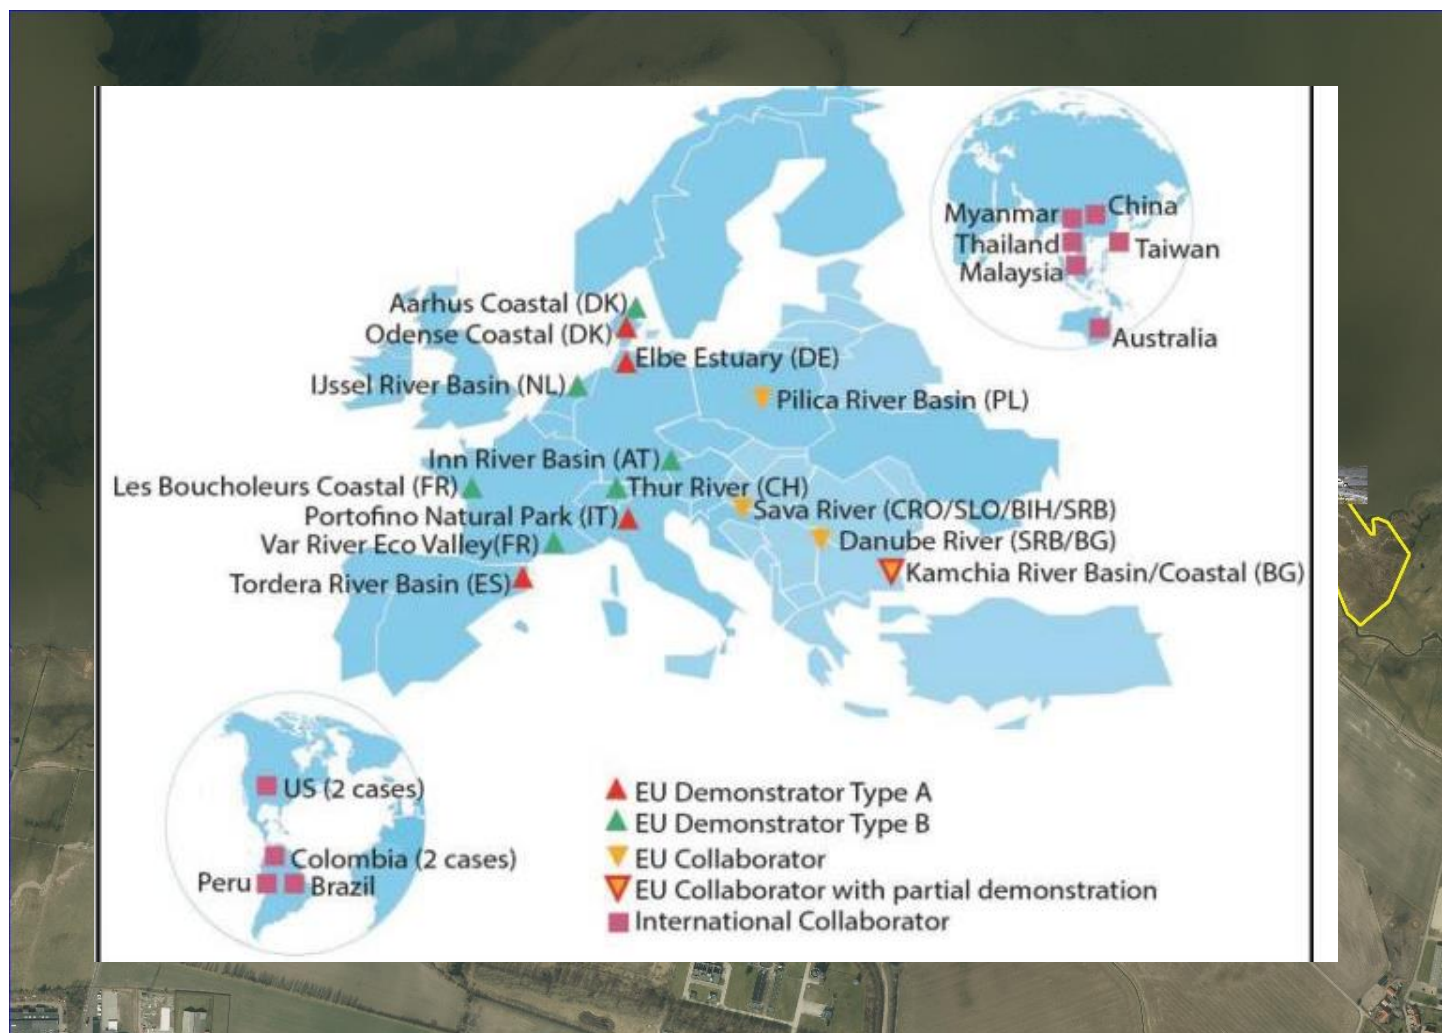 Myanmar
China
Thailand
Taiwan
Malaysia
Australia
Aarhus Coastal (DK)
Odense Coastal (DK)
Elbe Estuary (DE)
IJssel River Basin (NL)
Pilica River Basin (PL)
Inn River Basin (AT)
Les Boucholeurs Coastal (FR)
Thur River (CH)
Portofino Natural Park (IT)
Sava River (CRO/SLO/BIH/SRB)
Var River Eco Valley(FR)
Danube River (SRB/BG)
Kamchia River Basin/Coastal (BG)
Tordera River Basin (ES)
US (2 cases)
Colombia (2 cases)
Peru
Brazil
EU Demonstrator Type A
EU Demonstrator Type B
EU Collaborator
EU Collaborator with partial demonstration
International Collaborator